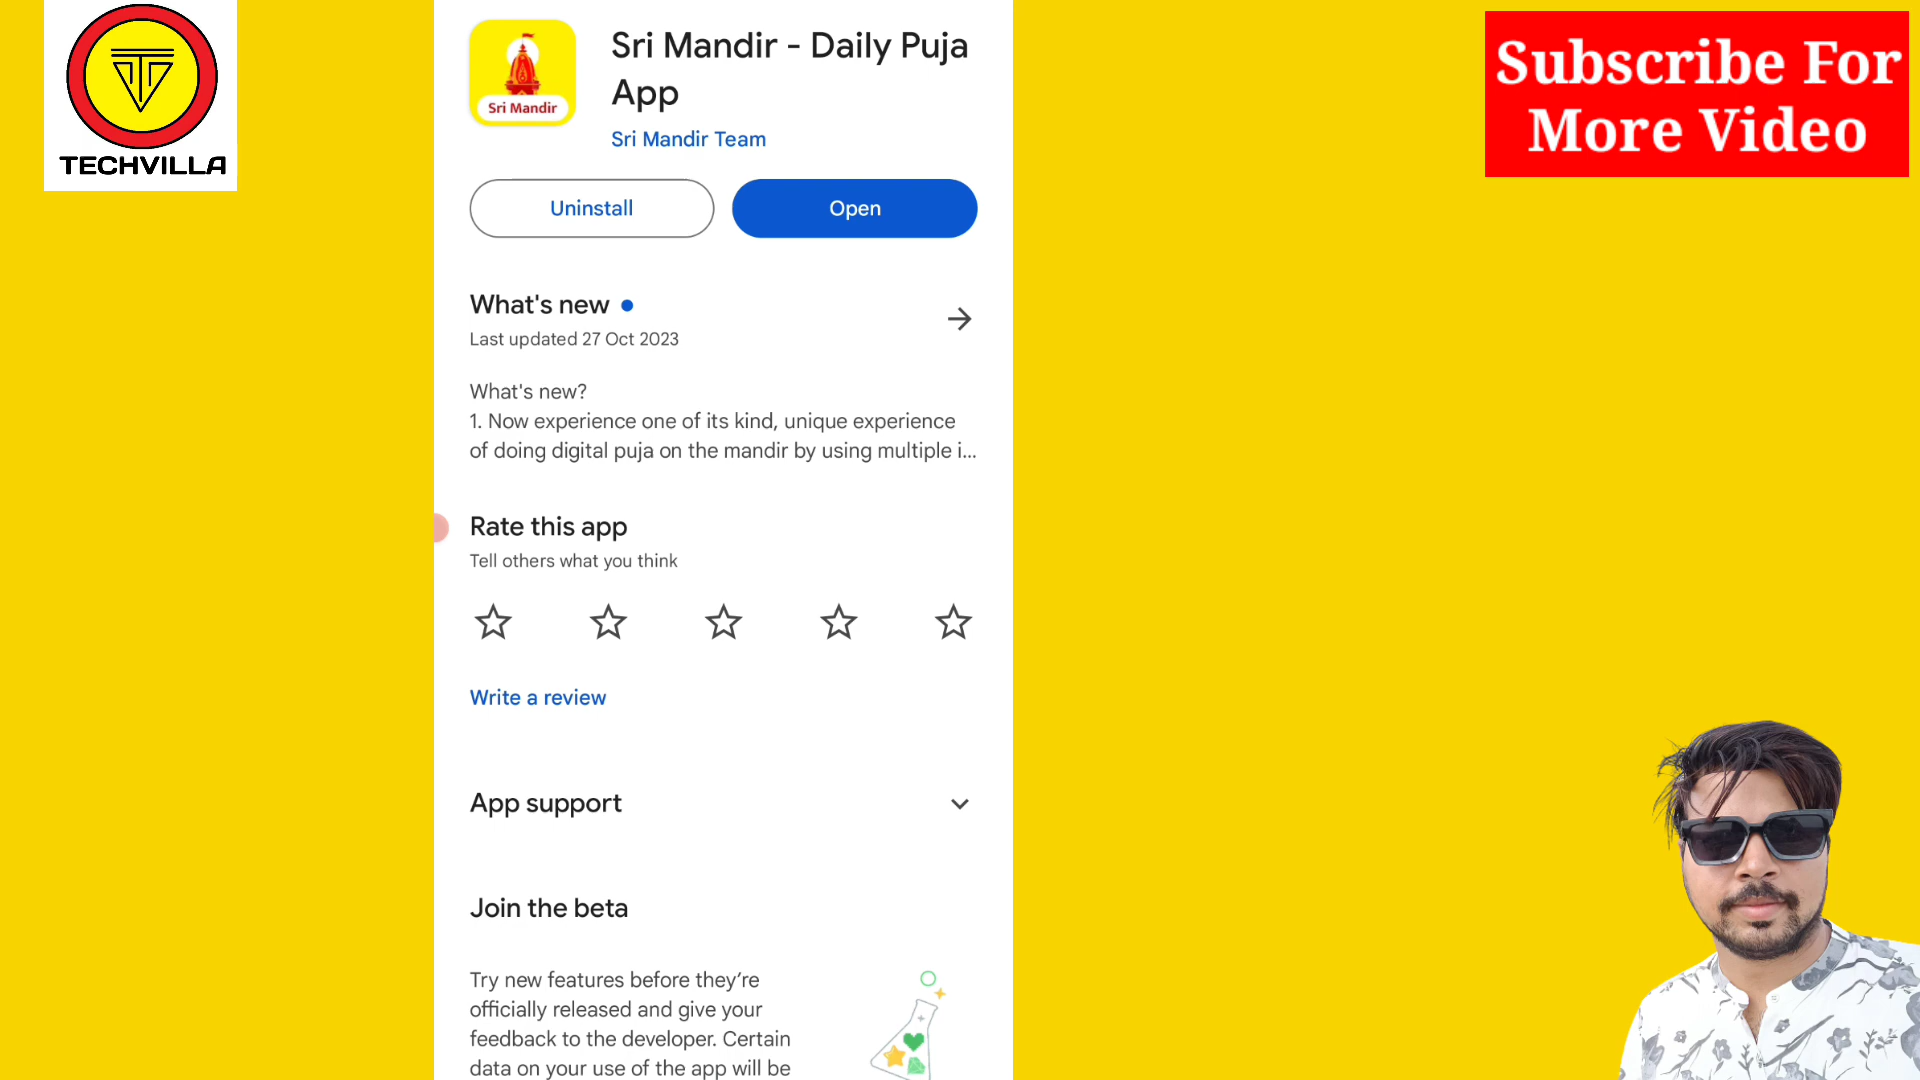 TECHVILLA
Sri Mandir
Sri Mandir - Daily Puja
App
Sri Mandir Team
Uninstall
Open
What's new
Last updated 27 Oct 2023
What's new?
1. Now experience one of its kind, unique experience
of doing digital puja on the mandir by using multiple i...
Rate this app
Tell others what you think
Write a review
App support
Join the beta
Try new features before they’re
officially released and give your
feedback to the developer. Certain
data on your use of the app will be
Subscribe For
More Video